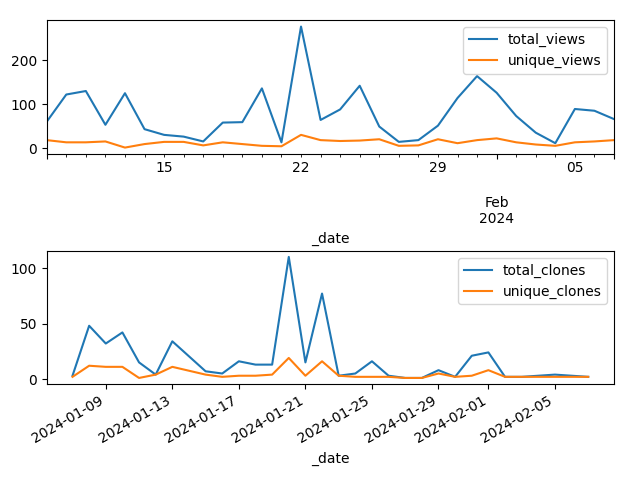 total_views
unique_views
200
100
0
15
22
29
05
Feb
2024
_date
total_clones
unique_clones
100
50
0
2024-01-09
2024-01-13
2024-01-17
2024-01-21
2024-01-25
2024-01-29
2024-02-01
2024-02-05
_date